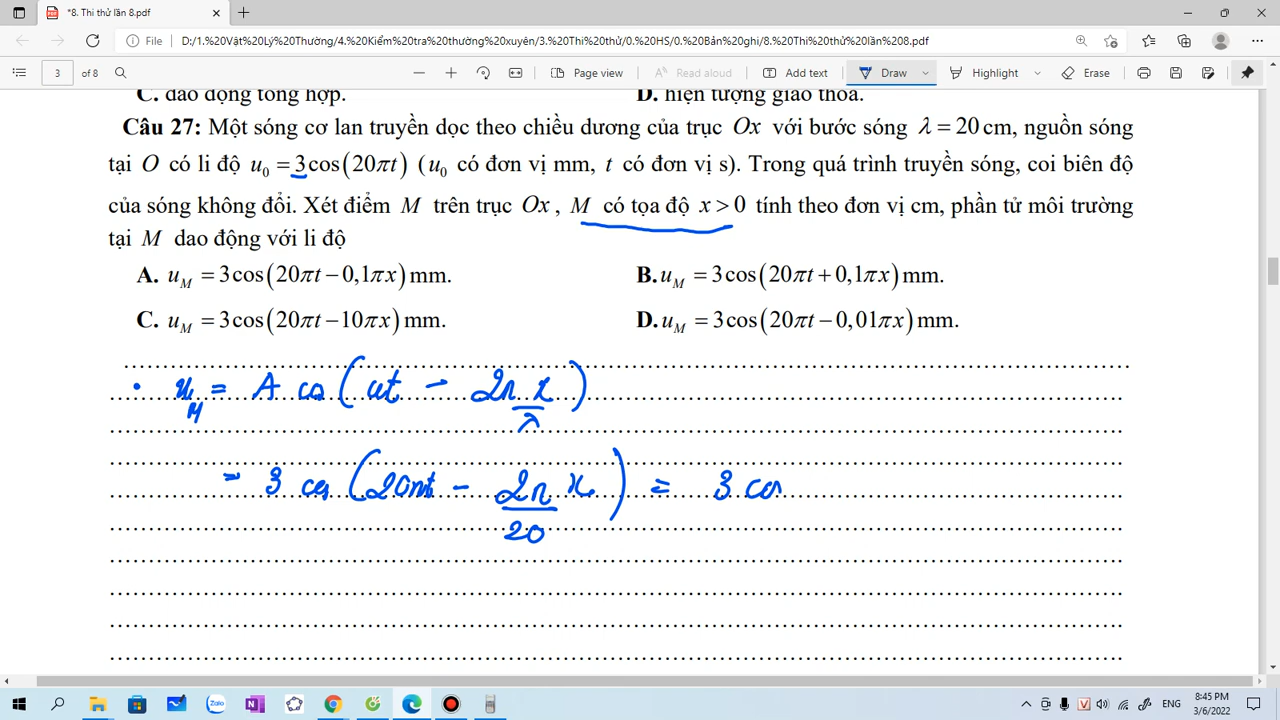 *8. Thi thử lần 8.pdf
File D:/1.%20Vật%20Lý%20Thường/4.%20Kiểm%20tra%20thường%20xuyên/3.%20Thi%20thử/0.%20HS/0.%20Bản%20ghi/8.%20Thi%20thử%20lần%208.pdf
3 of 8 Page view Read aloud Add text Draw Highlight Erase
C. dao động tổng hợp. D. hiện tượng giao thoa.
Câu 27: Một sóng cơ lan truyền dọc theo chiều dương của trục Ox với bước sóng λ = 20 cm, nguồn sóng
tại O có li độ u₀ = 3cos(20πt) (u₀ có đơn vị mm, t có đơn vị s). Trong quá trình truyền sóng, coi biên độ
của sóng không đổi. Xét điểm M trên trục Ox, M có tọa độ x > 0 tính theo đơn vị cm, phần tử môi trường
tại M dao động với li độ
A. u_M = 3cos(20πt − 0,1πx) mm. B. u_M = 3cos(20πt + 0,1πx) mm.
C. u_M = 3cos(20πt − 10πx) mm. D. u_M = 3cos(20πt − 0,01πx) mm.
• u_M = A cos(ωt − 2π x/λ)
= 3 cos(20πt − 2π/20 x) = 3 cos
Zalo
ENG
8:45 PM
3/6/2022